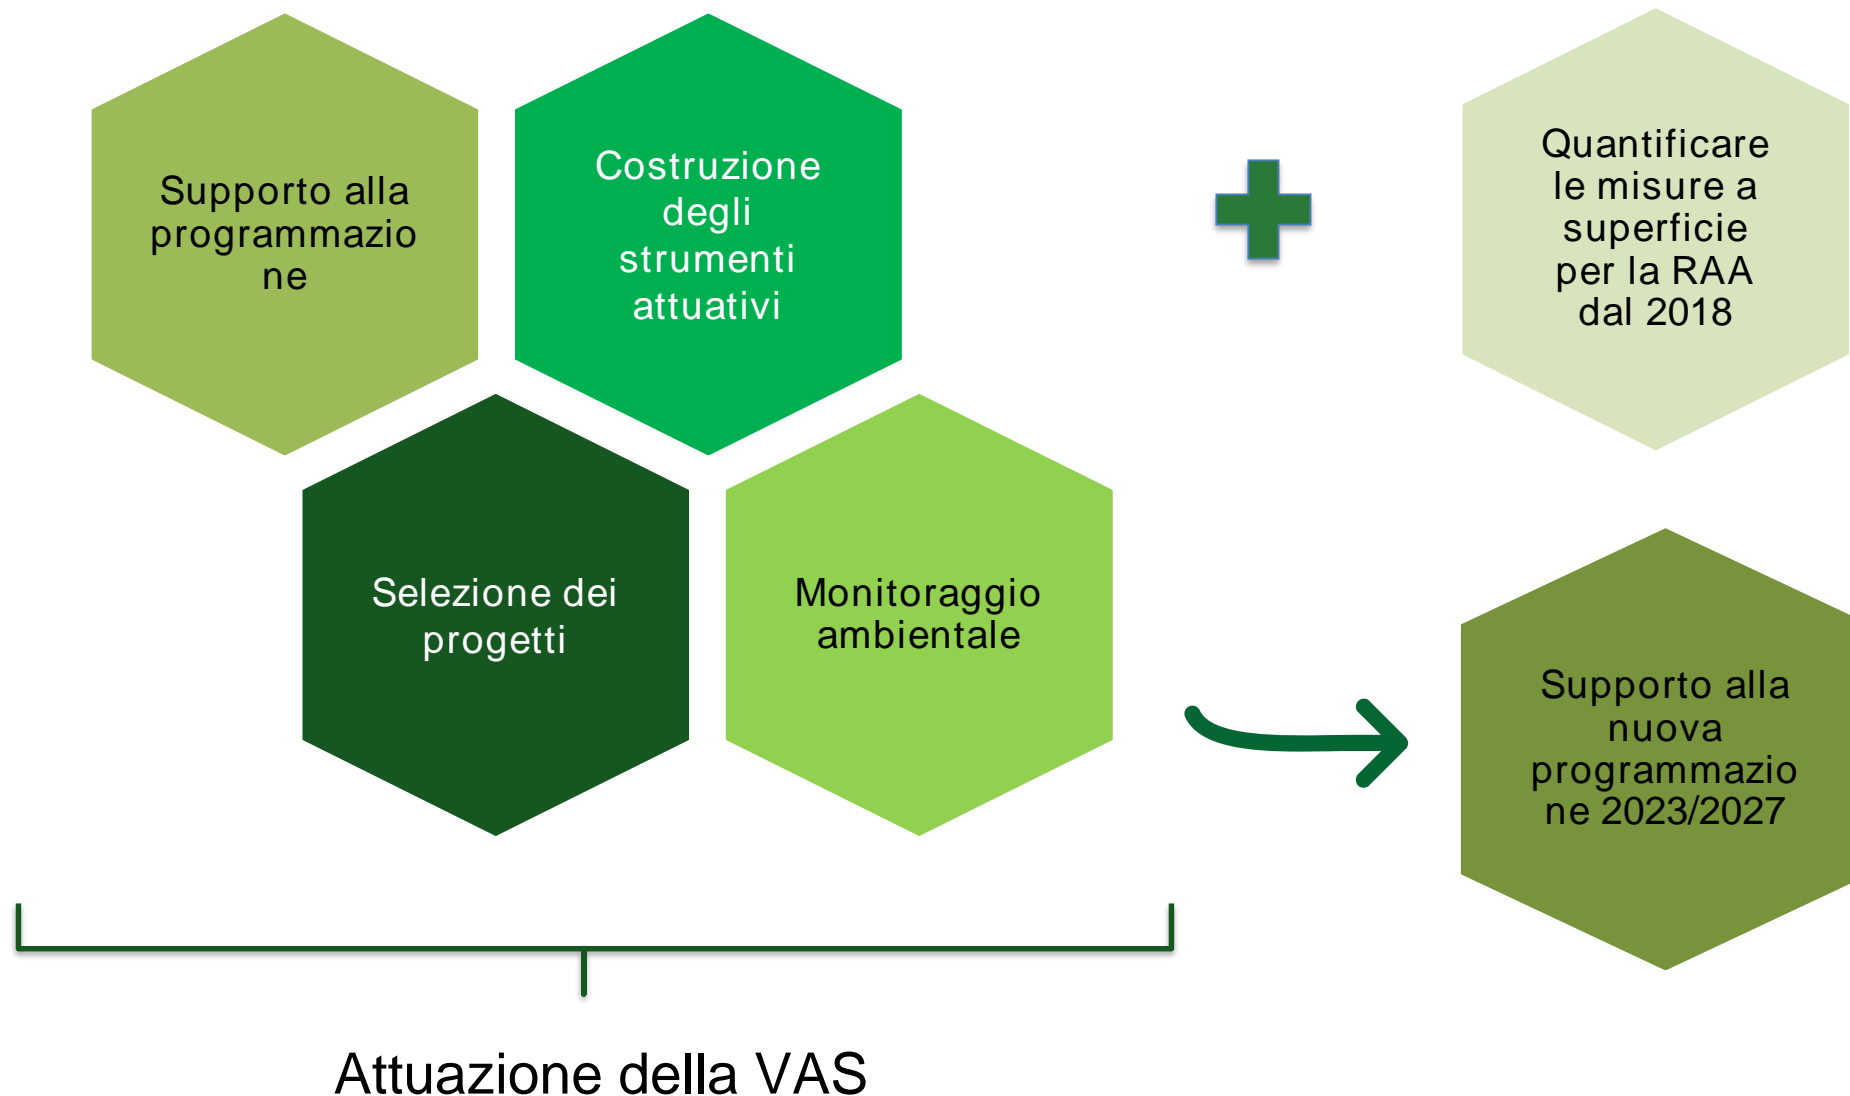 Supporto alla
programmazio
ne
Costruzione
degli
strumenti
attuativi
Quantificare
le misure a
superficie
per la RAA
dal 2018
Selezione dei
progetti
Monitoraggio
ambientale
Supporto alla
nuova
programmazio
ne 2023/2027
Attuazione della VAS